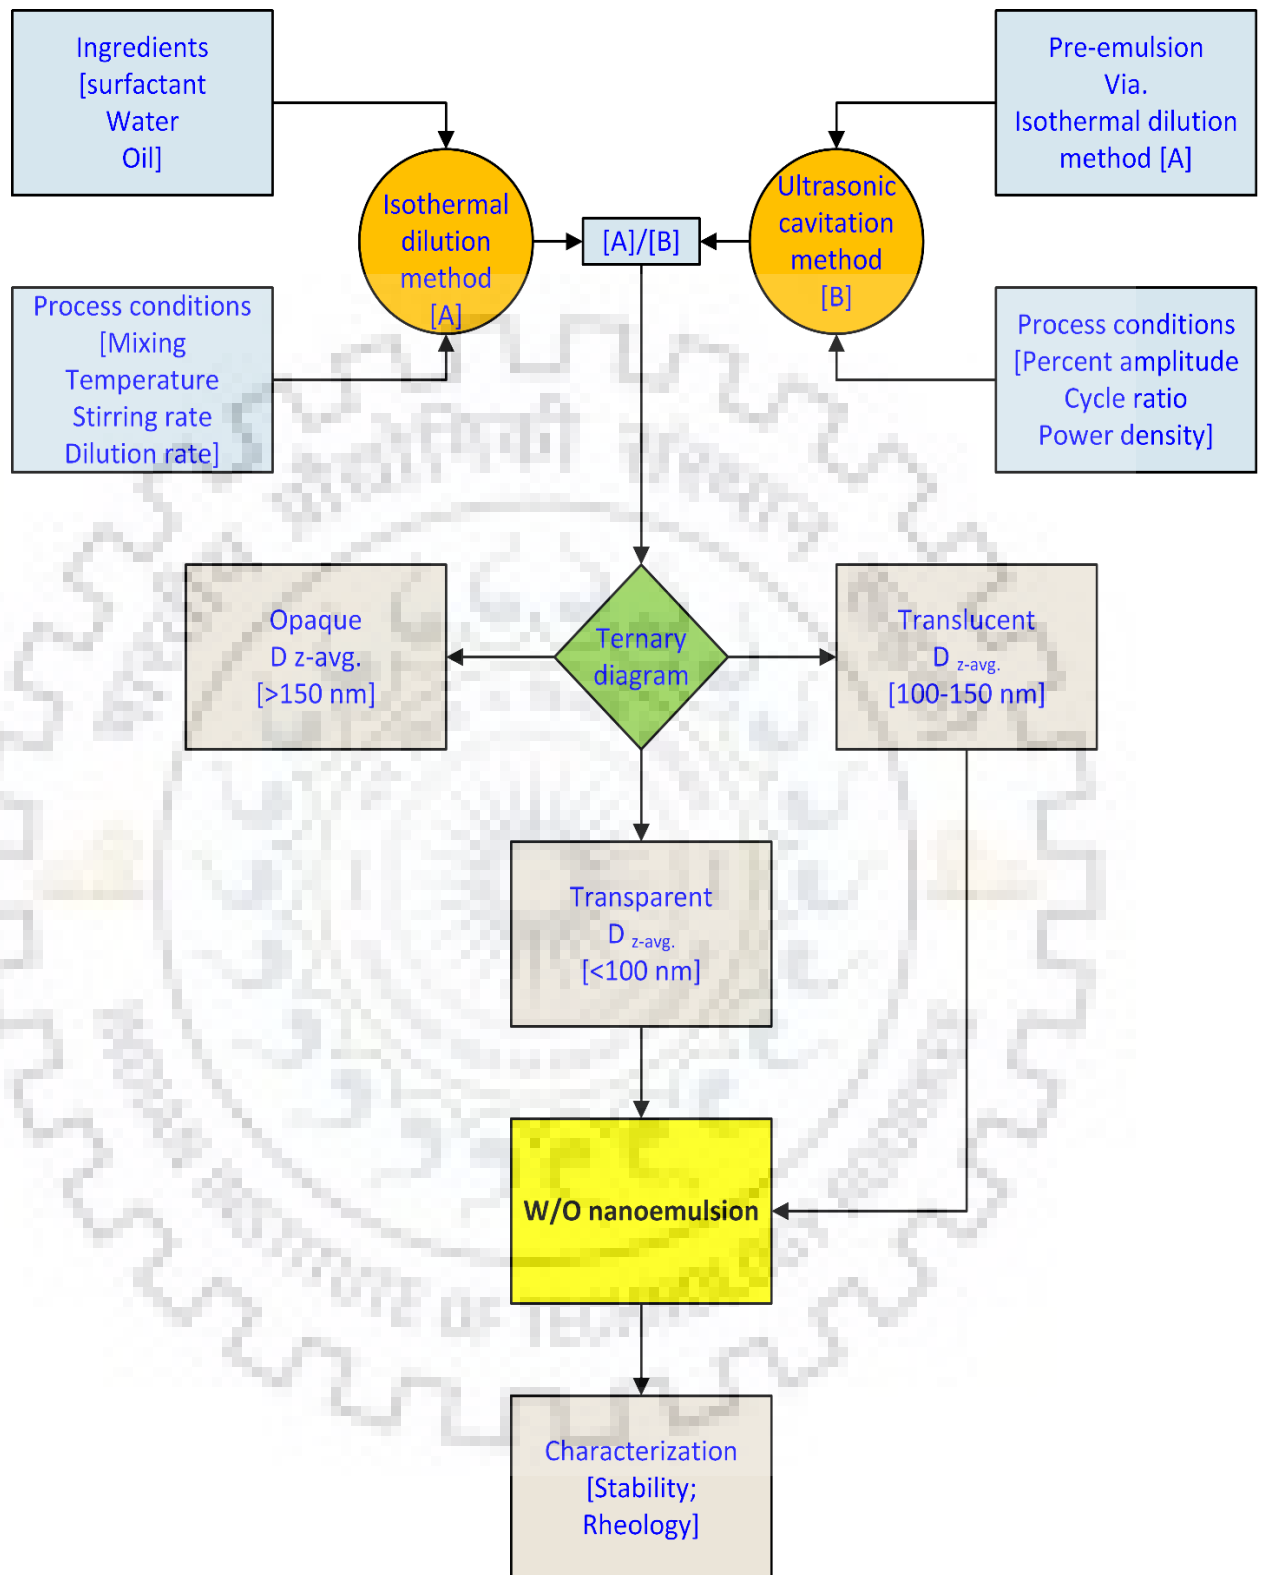 Ingredients
[surfactant
Water
Oil]
Pre-emulsion
Via.
Isothermal dilution
method [A]
Isothermal
dilution
method
[A]
[A]/[B]
Ultrasonic
cavitation
method
[B]
Process conditions
[Mixing
Temperature
Stirring rate
Dilution rate]
Process conditions
[Percent amplitude
Cycle ratio
Power density]
Opaque
D z-avg.
[>150 nm]
Ternary
diagram
Translucent
D z-avg.
[100-150 nm]
Transparent
D z-avg.
[<100 nm]
W/O nanoemulsion
Characterization
[Stability;
Rheology]